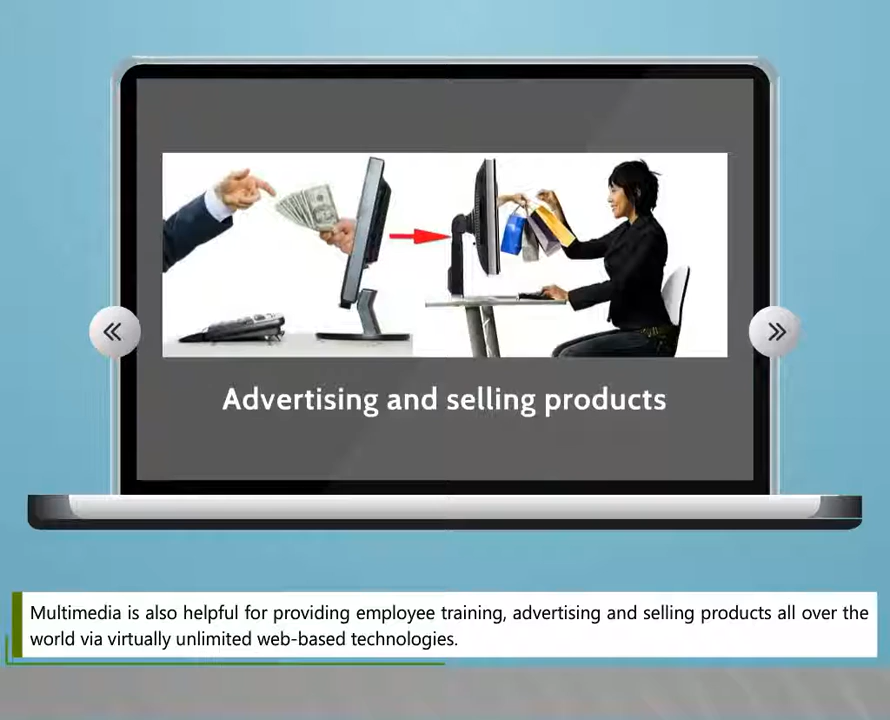 Advertising and selling products
Multimedia is also helpful for providing employee training, advertising and selling products all over the
world via virtually unlimited web-based technologies.